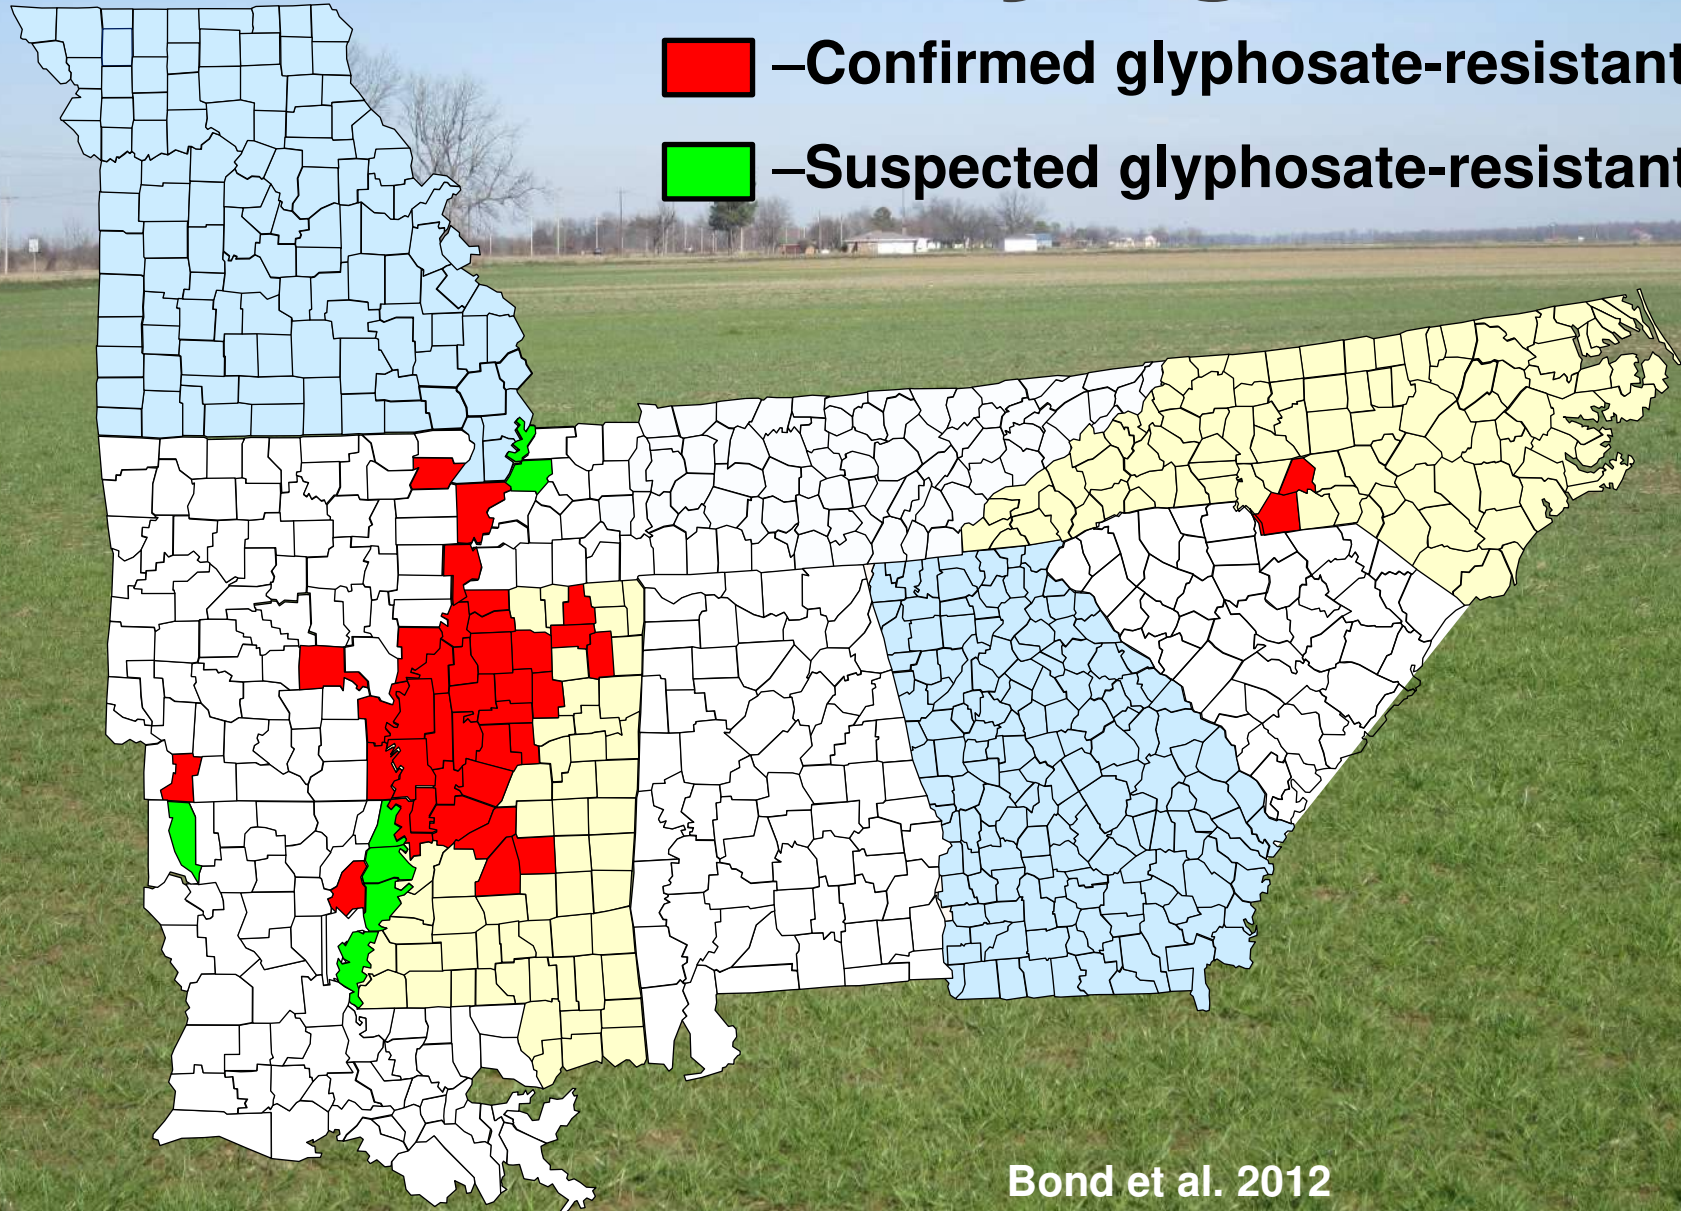 –Confirmed glyphosate-resistant
–Suspected glyphosate-resistant
Bond et al. 2012